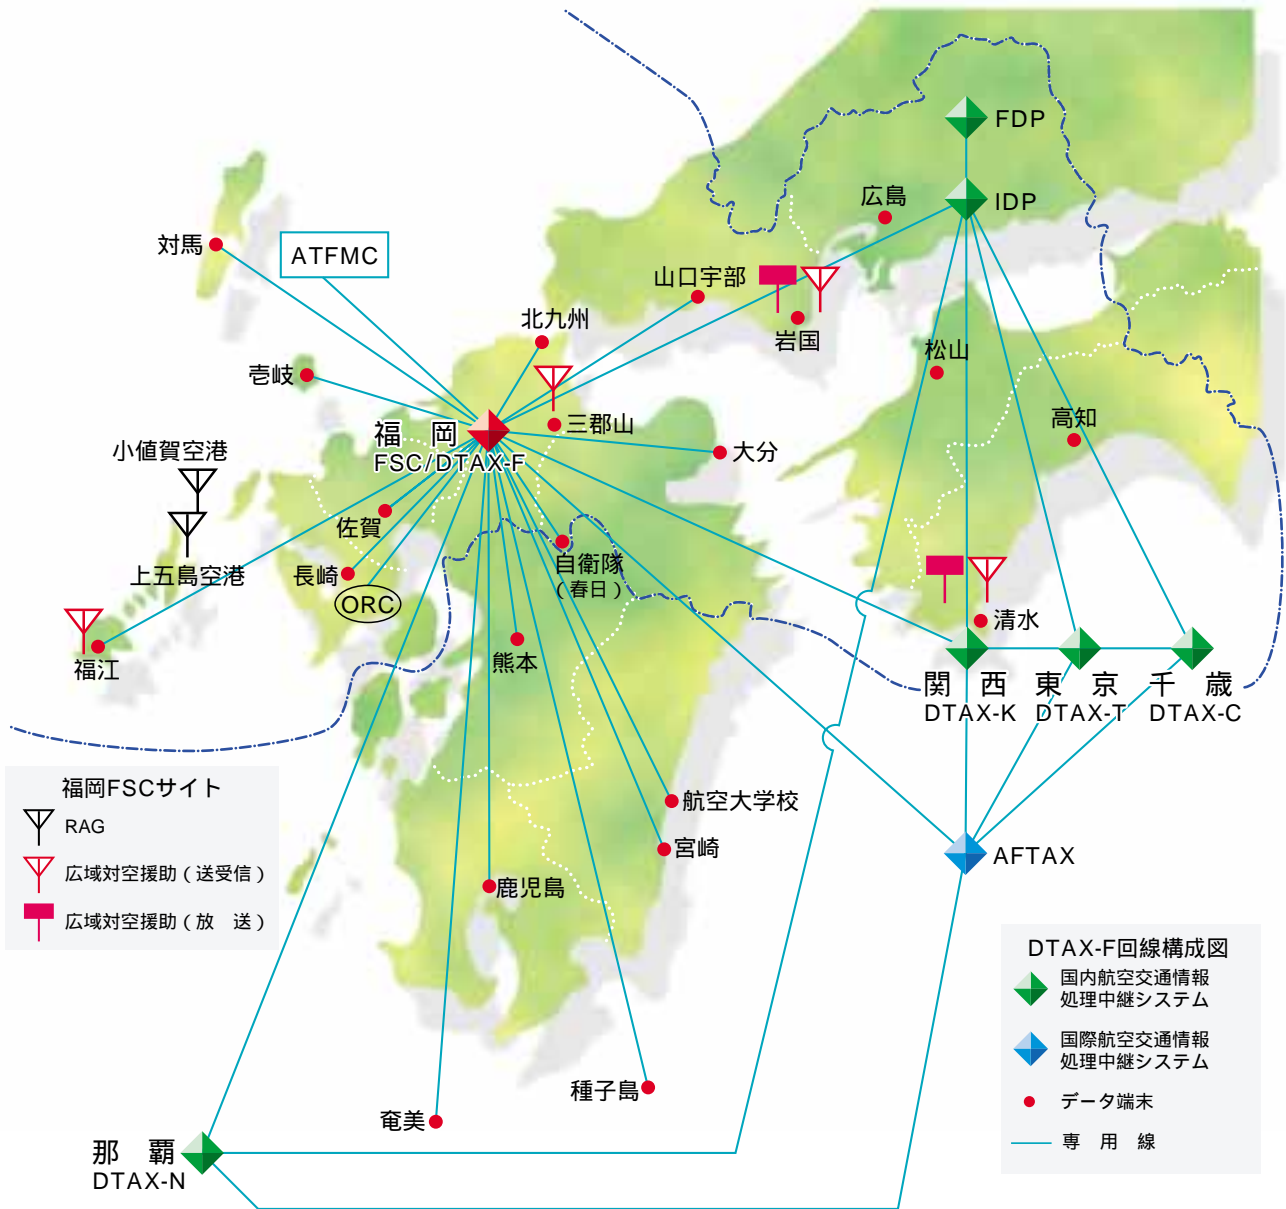 FDP
IDP
広島
対馬
ATFMC
山口宇部
北九州
岩国
松山
壱岐
高知
福 岡
FSC/DTAX-F
三郡山
大分
小値賀空港
佐賀
上五島空港
長崎
自衛隊
（春日）
ORC
清水
福江
熊本
関 西
DTAX-K
東 京
DTAX-T
千 歳
DTAX-C
航空大学校
宮崎
AFTAX
鹿児島
種子島
奄美
那 覇
DTAX-N
福岡FSCサイト
RAG
広域対空援助（送受信）
広域対空援助（放 送）
DTAX-F回線構成図
国内航空交通情報
処理中継システム
国際航空交通情報
処理中継システム
データ端末
専 用 線